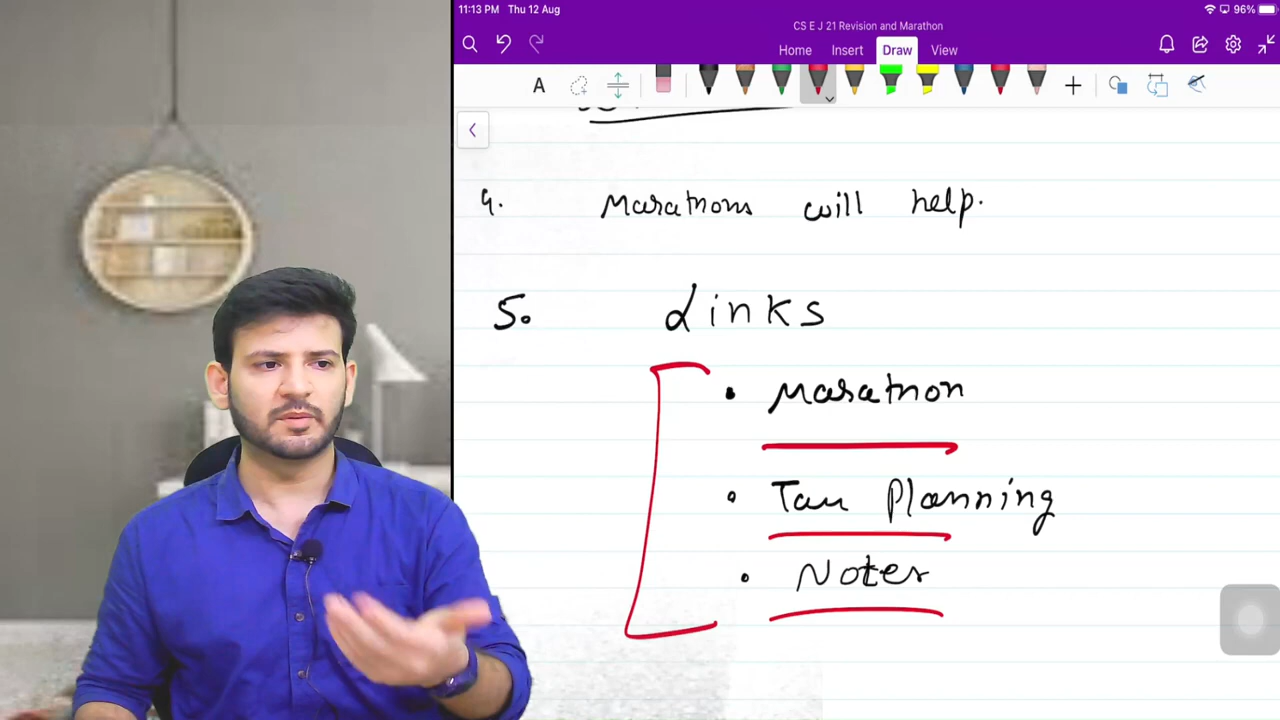 11:13 PM Thu 12 Aug
96%
CS E J 21 Revision and Marathon
Home Insert Draw View
A
4. Marathons will help.
5. Links
• Marathon
• Tax Planning
• Notes